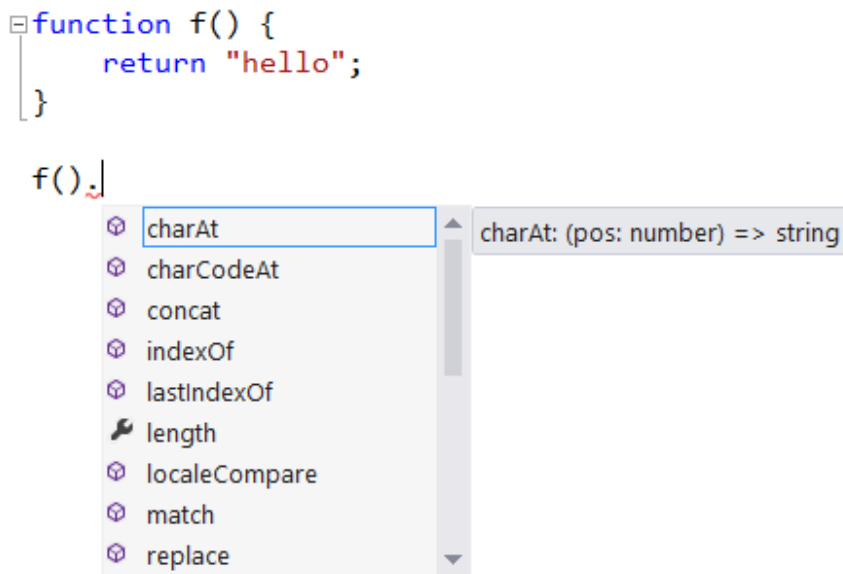 function f() {
return "hello";
}
f().
charAt
charAt: (pos: number) => string
charCodeAt
concat
indexOf
lastIndexOf
length
localeCompare
match
replace